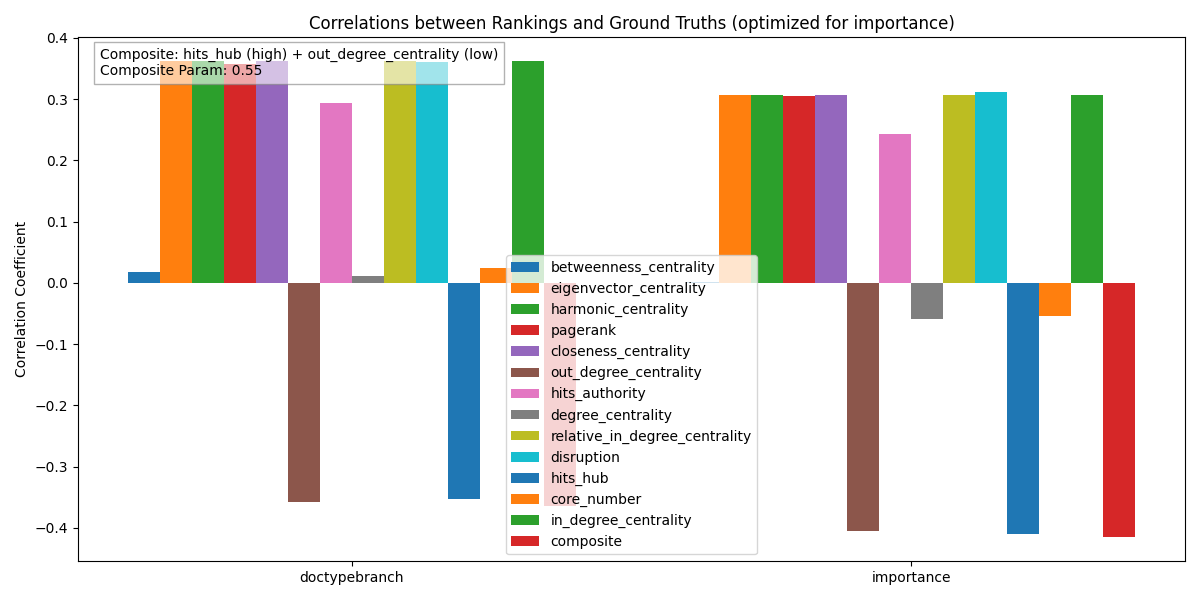 Correlations between Rankings and Ground Truths (optimized for importance)
Composite: hits_hub (high) + out_degree_centrality (low)
Composite Param: 0.55
Correlation Coefficient
0.4
0.3
0.2
0.1
0.0
−0.1
−0.2
−0.3
−0.4
betweenness_centrality
eigenvector_centrality
harmonic_centrality
pagerank
closeness_centrality
out_degree_centrality
hits_authority
degree_centrality
relative_in_degree_centrality
disruption
hits_hub
core_number
in_degree_centrality
composite
doctypebranch
importance